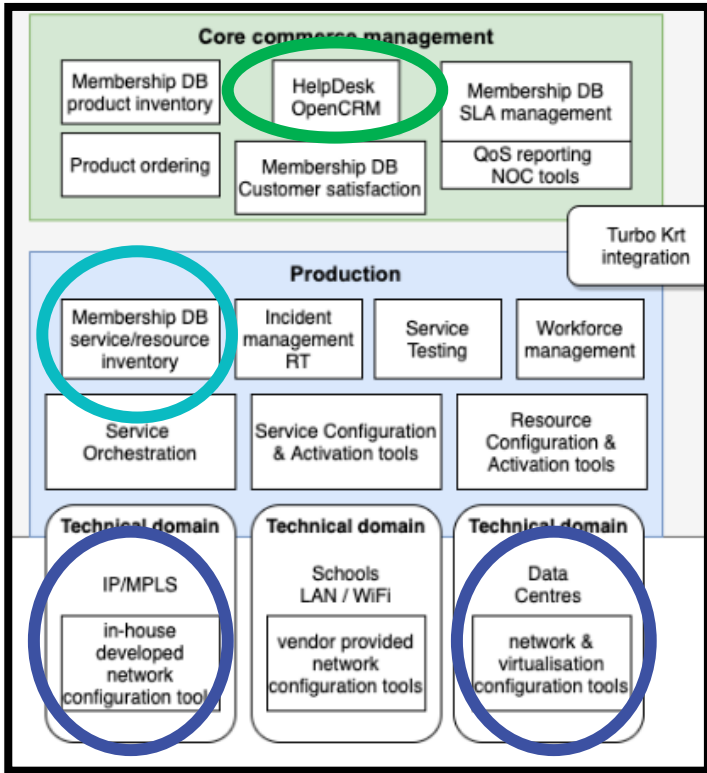 Core commerce management
Membership DB
product inventory
HelpDesk
OpenCRM
Membership DB
SLA management
Product ordering
Membership DB
Customer satisfaction
QoS reporting
NOC tools
Turbo Krt
integration
Production
Membership DB
service/resource
inventory
Incident
management
RT
Service
Testing
Workforce
management
Service
Orchestration
Service Configuration
& Activation tools
Resource
Configuration &
Activation tools
Technical domain
IP/MPLS
in-house
developed
network
configuration tool
Technical domain
Schools
LAN / WiFi
vendor provided
network
configuration tools
Technical domain
Data
Centres
network &
virtualisation
configuration tools